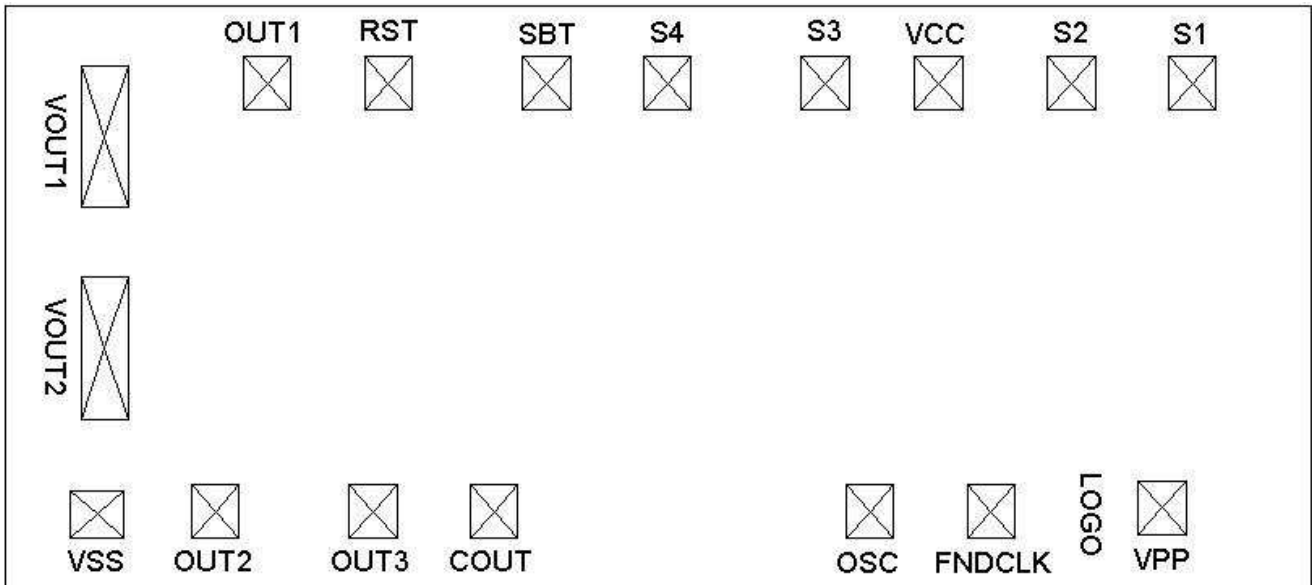 OUT1 RST SBT S4 S3 VCC S2 S1
VOUT1
VOUT2
LOGO
VSS OUT2 OUT3 COUT OSC FNDCLK VPP